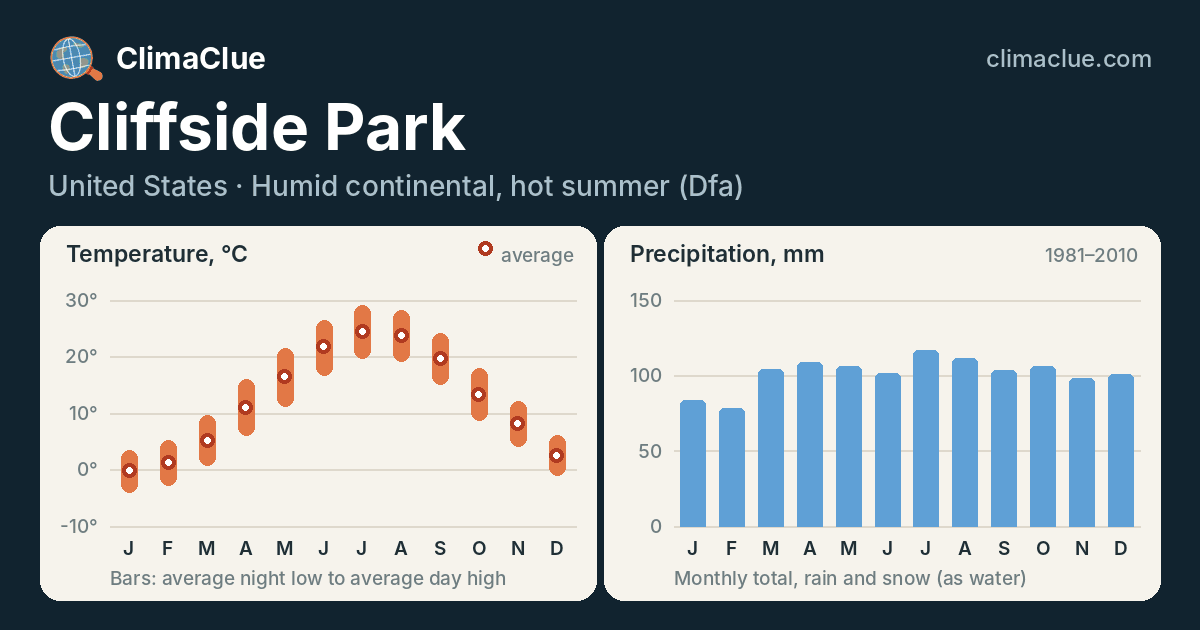 ClimaClue
climaclue.com
Cliffside Park
United States · Humid continental, hot summer (Dfa)
Temperature, °C
average
30°
20°
10°
0°
-10°
J F M A M J J A S O N D
Bars: average night low to average day high
Precipitation, mm
1981–2010
150
100
50
0
J F M A M J J A S O N D
Monthly total, rain and snow (as water)